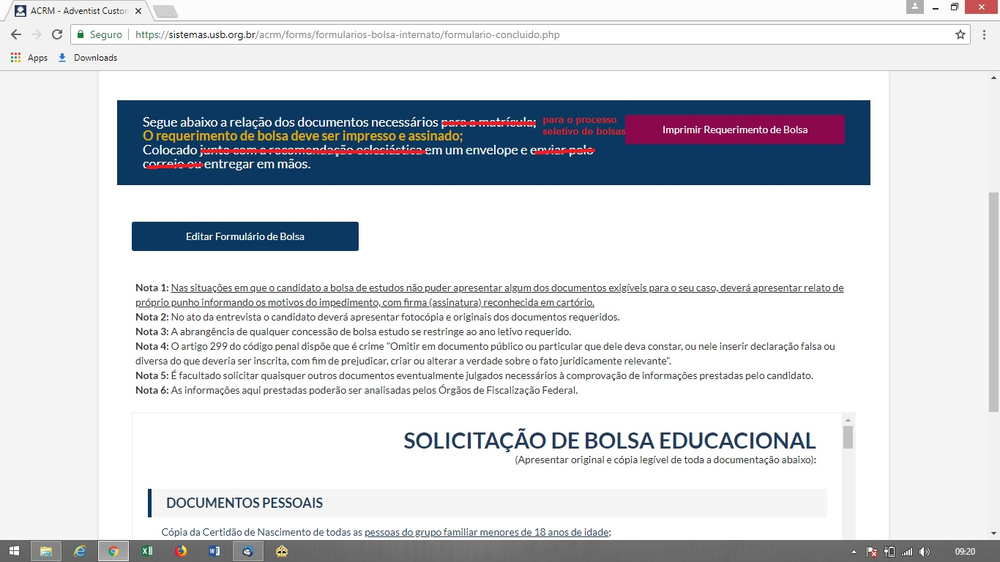 ACRM - Adventist Custor
Seguro https://sistemas.usb.org.br/acrm/forms/formularios-bolsa-internato/formulario-concluido.php
Apps Downloads
Segue abaixo a relação dos documentos necessários para a matrícula; para o processo
seletivo de bolsas
O requerimento de bolsa deve ser impresso e assinado;
Colocado junto com a recomendação eclesiástica em um envelope e enviar pelo
correio ou entregar em mãos.
Imprimir Requerimento de Bolsa
Editar Formulário de Bolsa
Nota 1: Nas situações em que o candidato a bolsa de estudos não puder apresentar algum dos documentos exigíveis para o seu caso, deverá apresentar relato de
próprio punho informando os motivos do impedimento, com firma (assinatura) reconhecida em cartório.
Nota 2: No ato da entrevista o candidato deverá apresentar fotocópia e originais dos documentos requeridos.
Nota 3: A abrangência de qualquer concessão de bolsa estudo se restringe ao ano letivo requerido.
Nota 4: O artigo 299 do código penal dispõe que é crime "Omitir em documento público ou particular que dele deva constar, ou nele inserir declaração falsa ou
diversa do que deveria ser inscrita, com fim de prejudicar, criar ou alterar a verdade sobre o fato juridicamente relevante".
Nota 5: É facultado solicitar quaisquer outros documentos eventualmente julgados necessários à comprovação de informações prestadas pelo candidato.
Nota 6: As informações aqui prestadas poderão ser analisadas pelos Órgãos de Fiscalização Federal.
SOLICITAÇÃO DE BOLSA EDUCACIONAL
(Apresentar original e cópia legível de toda a documentação abaixo):
DOCUMENTOS PESSOAIS
Cópia da Certidão de Nascimento de todas as pessoas do grupo familiar menores de 18 anos de idade;
09:20